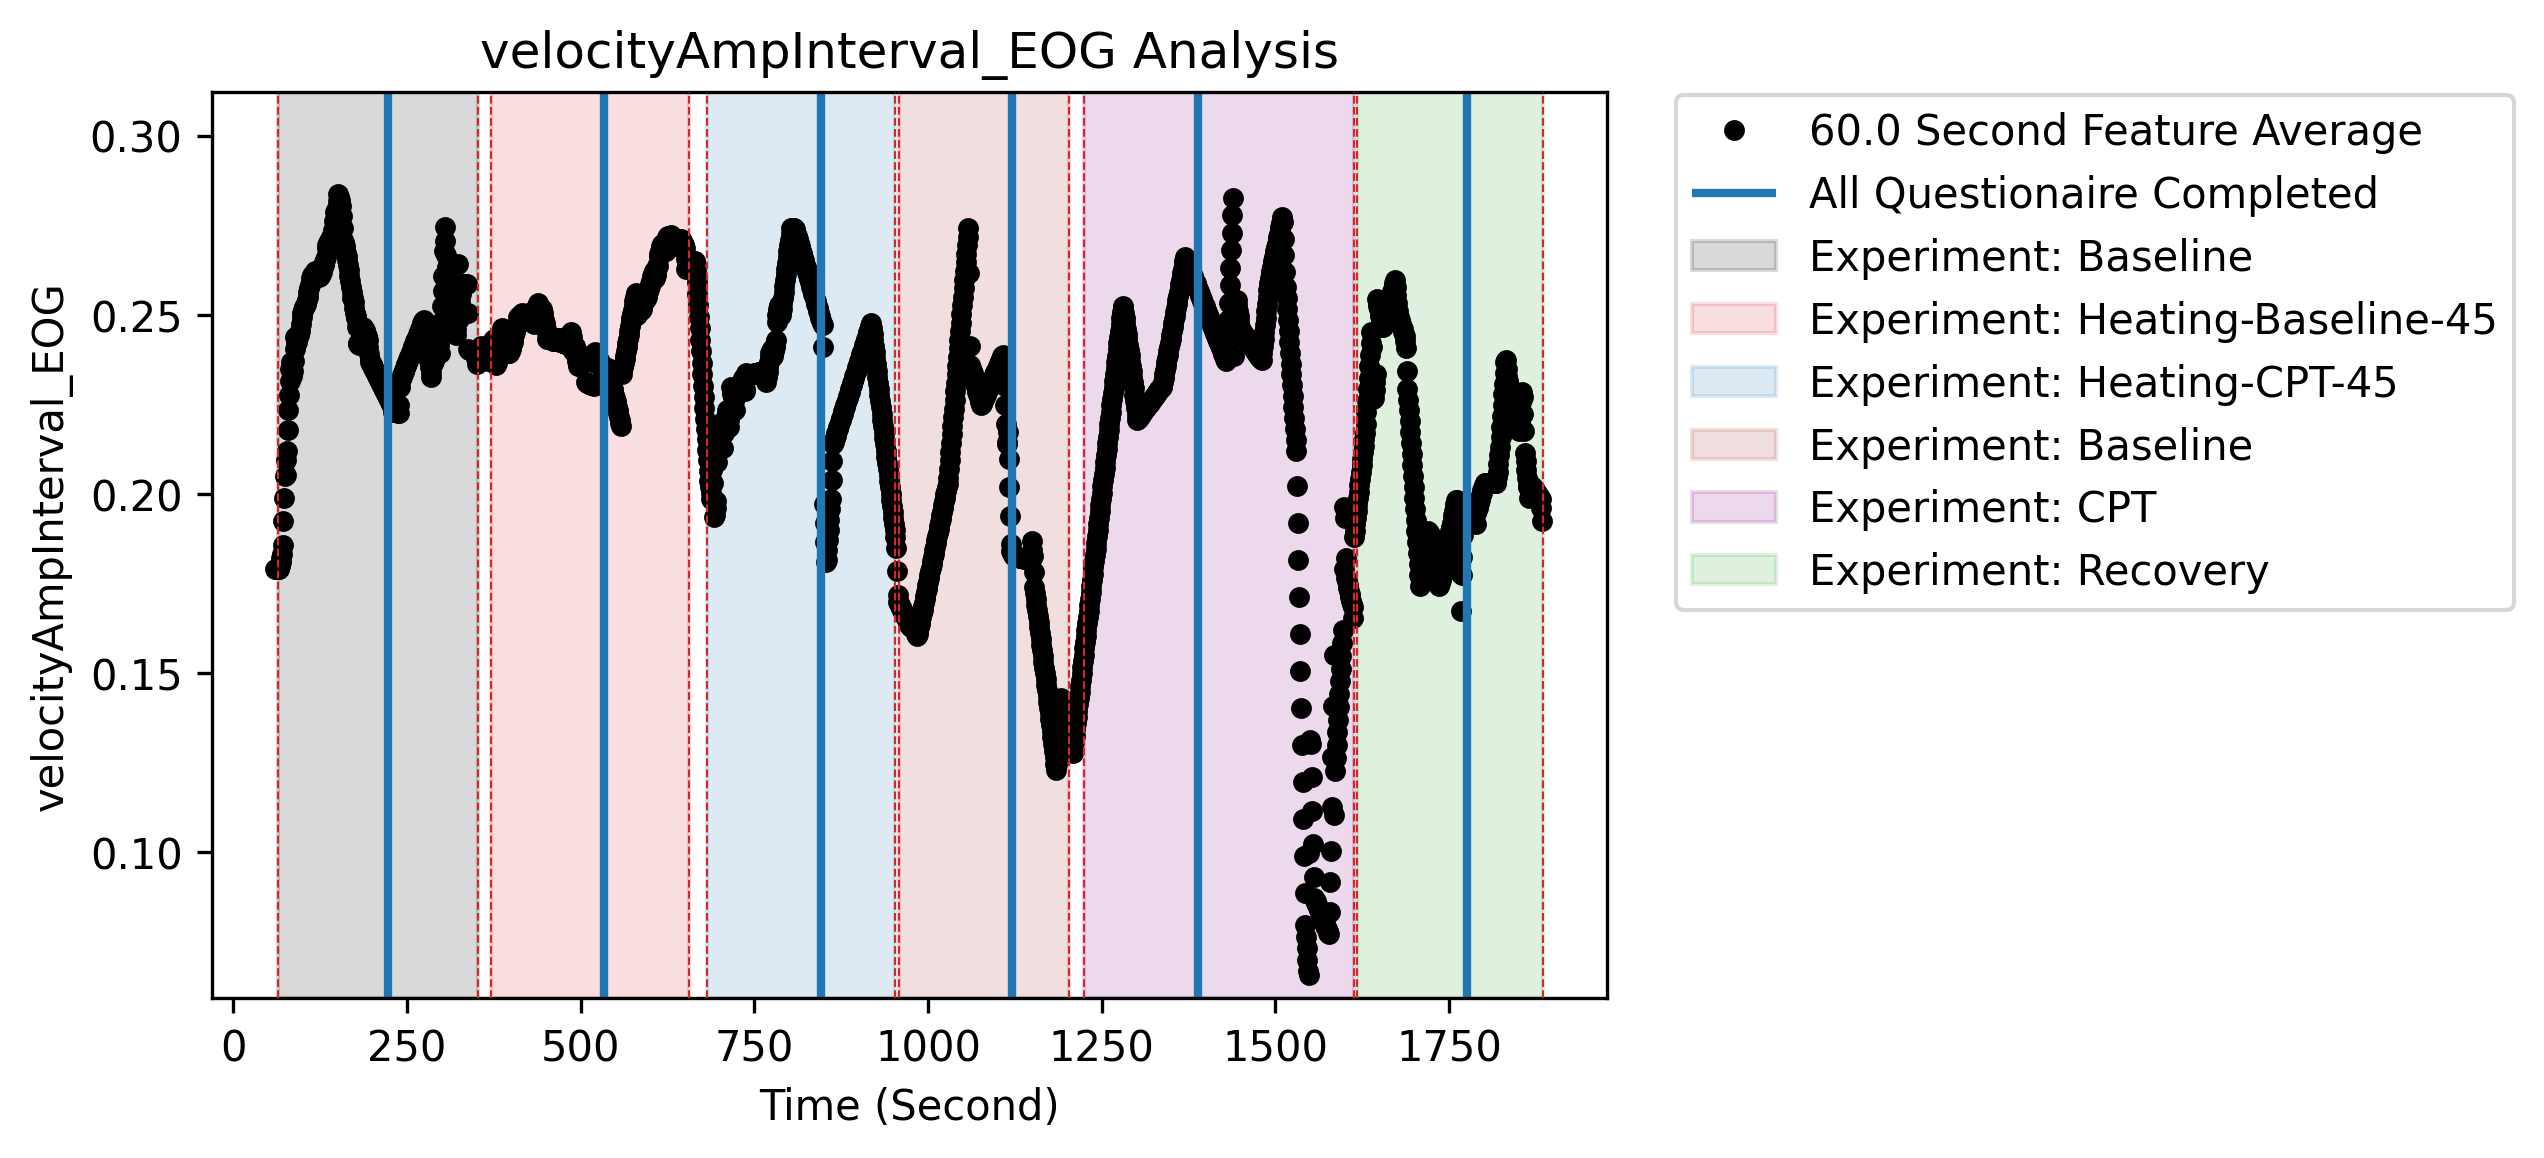 velocityAmpInterval_EOG Analysis
velocityAmpInterval_EOG
0.30
0.25
0.20
0.15
0.10
0 250 500 750 1000 1250 1500 1750
Time (Second)
60.0 Second Feature Average
All Questionaire Completed
Experiment: Baseline
Experiment: Heating-Baseline-45
Experiment: Heating-CPT-45
Experiment: Baseline
Experiment: CPT
Experiment: Recovery